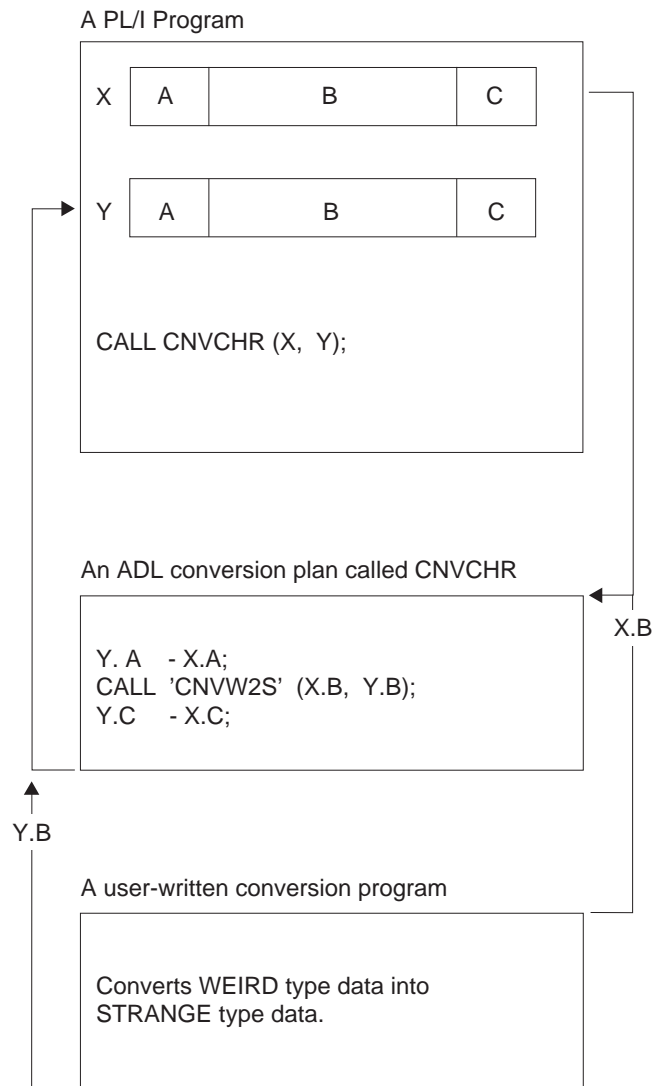 A PL/I Program
X A B C
Y A B C
CALL CNVCHR (X, Y);
An ADL conversion plan called CNVCHR
X.B
Y. A - X.A;
CALL 'CNVW2S' (X.B, Y.B);
Y.C - X.C;
Y.B
A user-written conversion program
Converts WEIRD type data into
STRANGE type data.